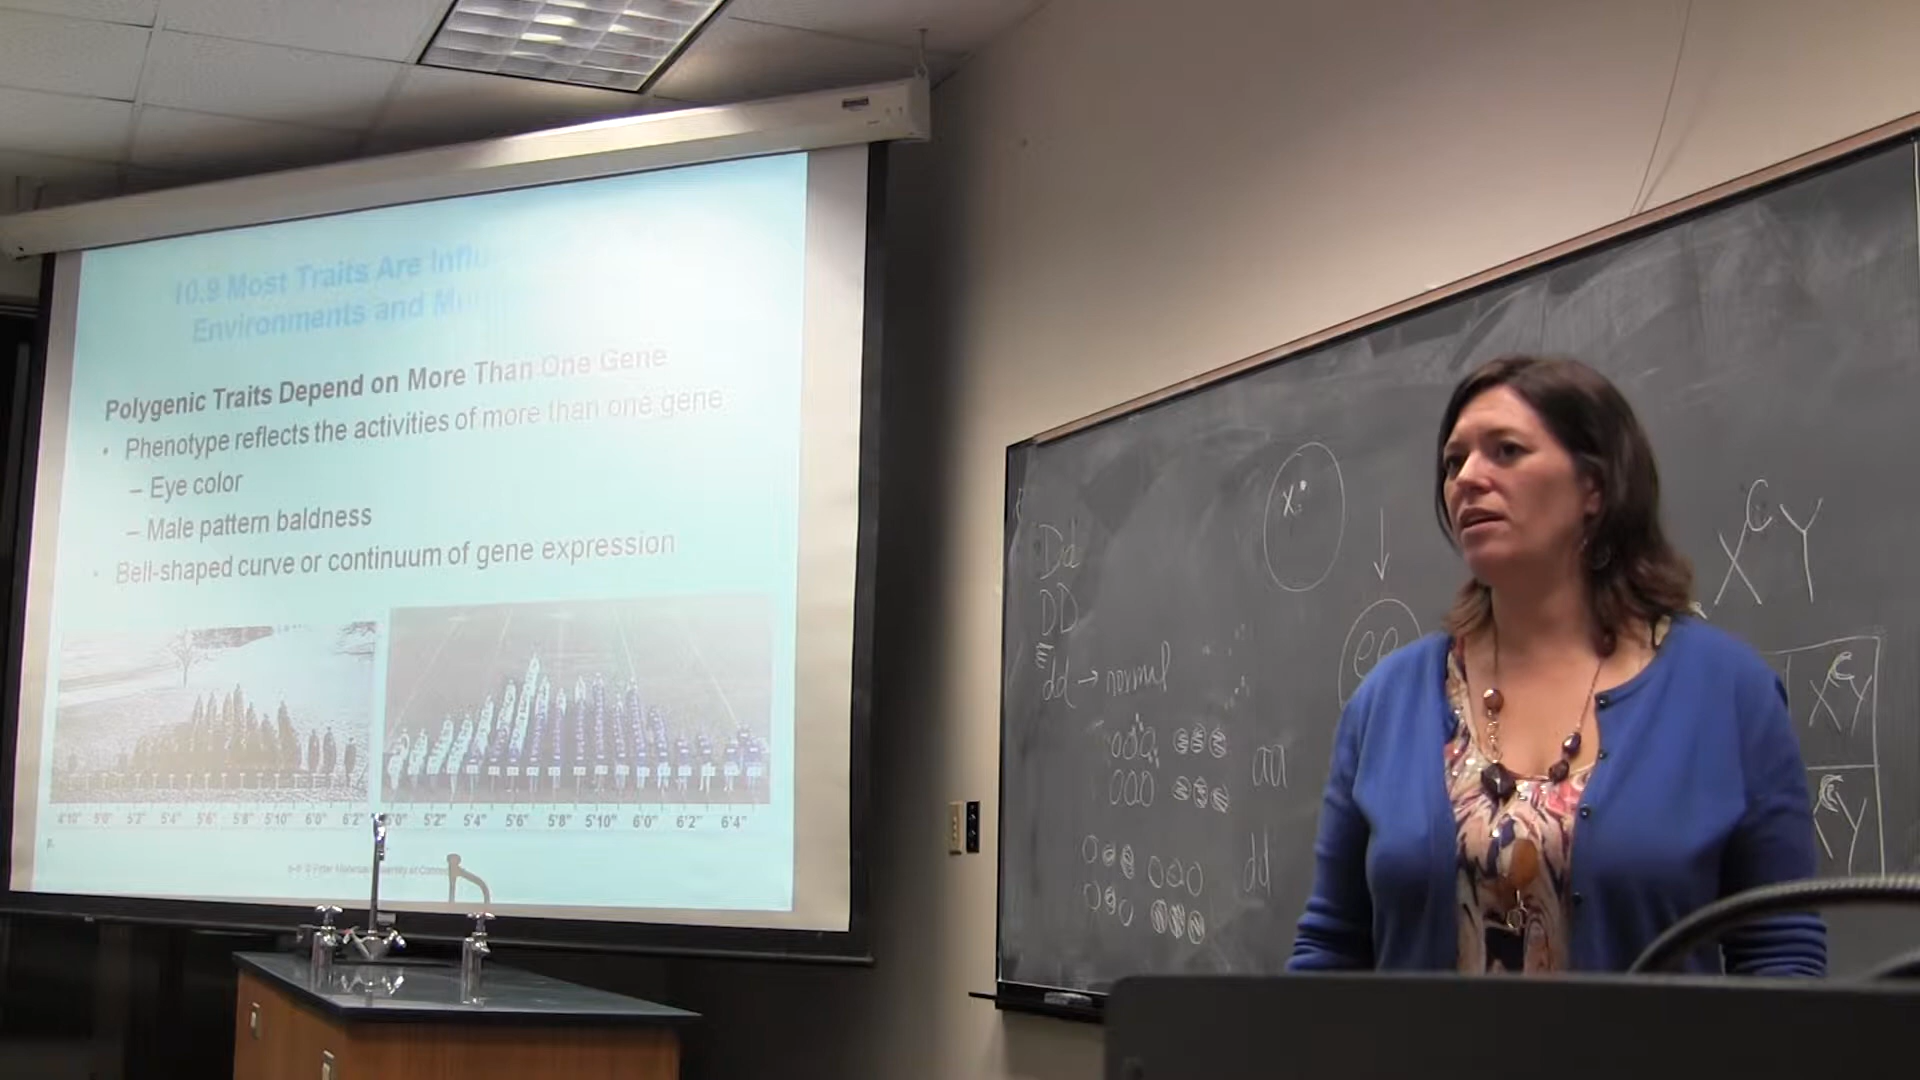 10.9 Most Traits Are Influ
Environments and M
Polygenic Traits Depend on More Than One Gene
• Phenotype reflects the activities of more than one gene
– Eye color
– Male pattern baldness
• Bell-shaped curve or continuum of gene expression
4'10" 5'0" 5'2" 5'4" 5'6" 5'8" 5'10" 6'0" 6'2"
5'0" 5'2" 5'4" 5'6" 5'8" 5'10" 6'0" 6'2" 6'4"
Dd
DD
dd → normal
aa
dd
X
ee
X^C Y
X^C Y
X^C Y